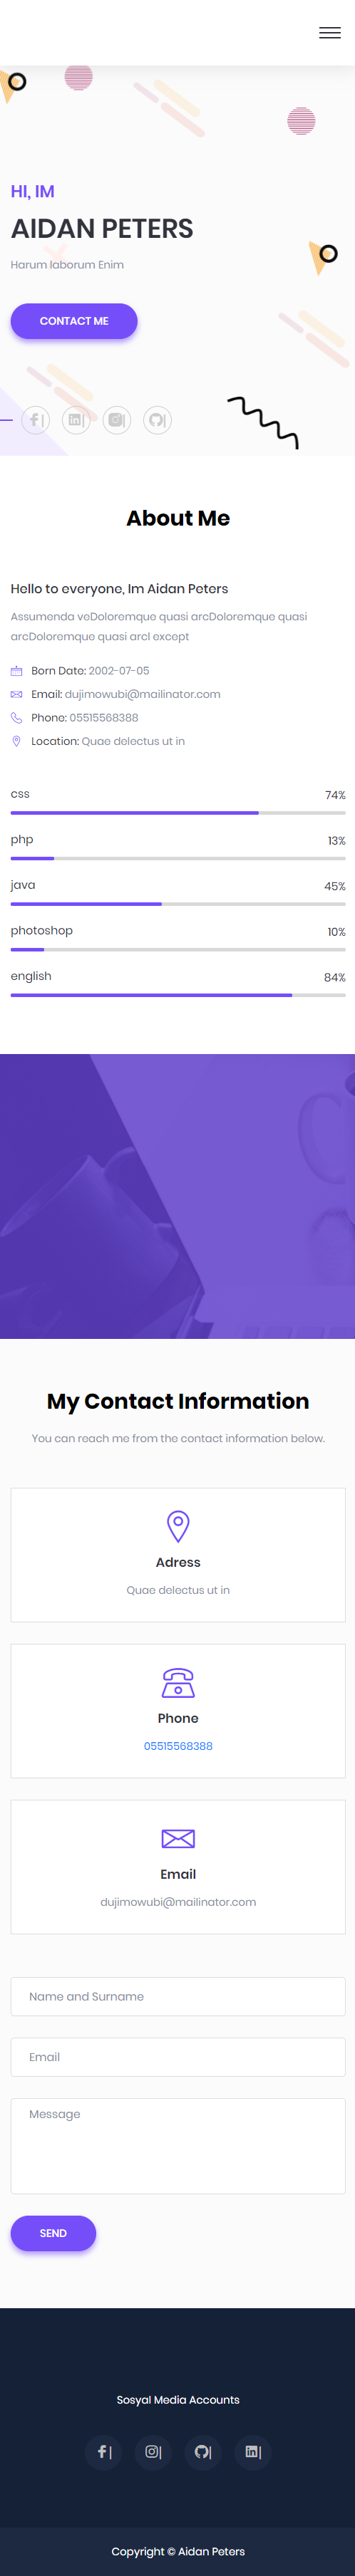 HI, IM
AIDAN PETERS
Harum laborum Enim
CONTACT ME
About Me
Hello to everyone, Im Aidan Peters
Assumenda veDoloremque quasi arcDoloremque quasi
arcDoloremque quasi arcl except
Born Date: 2002-07-05
Email: dujimowubi@mailinator.com
Phone: 05515568388
Location: Quae delectus ut in
css 74%
php 13%
java 45%
photoshop 10%
english 84%
My Contact Information
You can reach me from the contact information below.
Adress
Quae delectus ut in
Phone
05515568388
Email
dujimowubi@mailinator.com
Name and Surname
Email
Message
SEND
Sosyal Media Accounts
Copyright © Aidan Peters